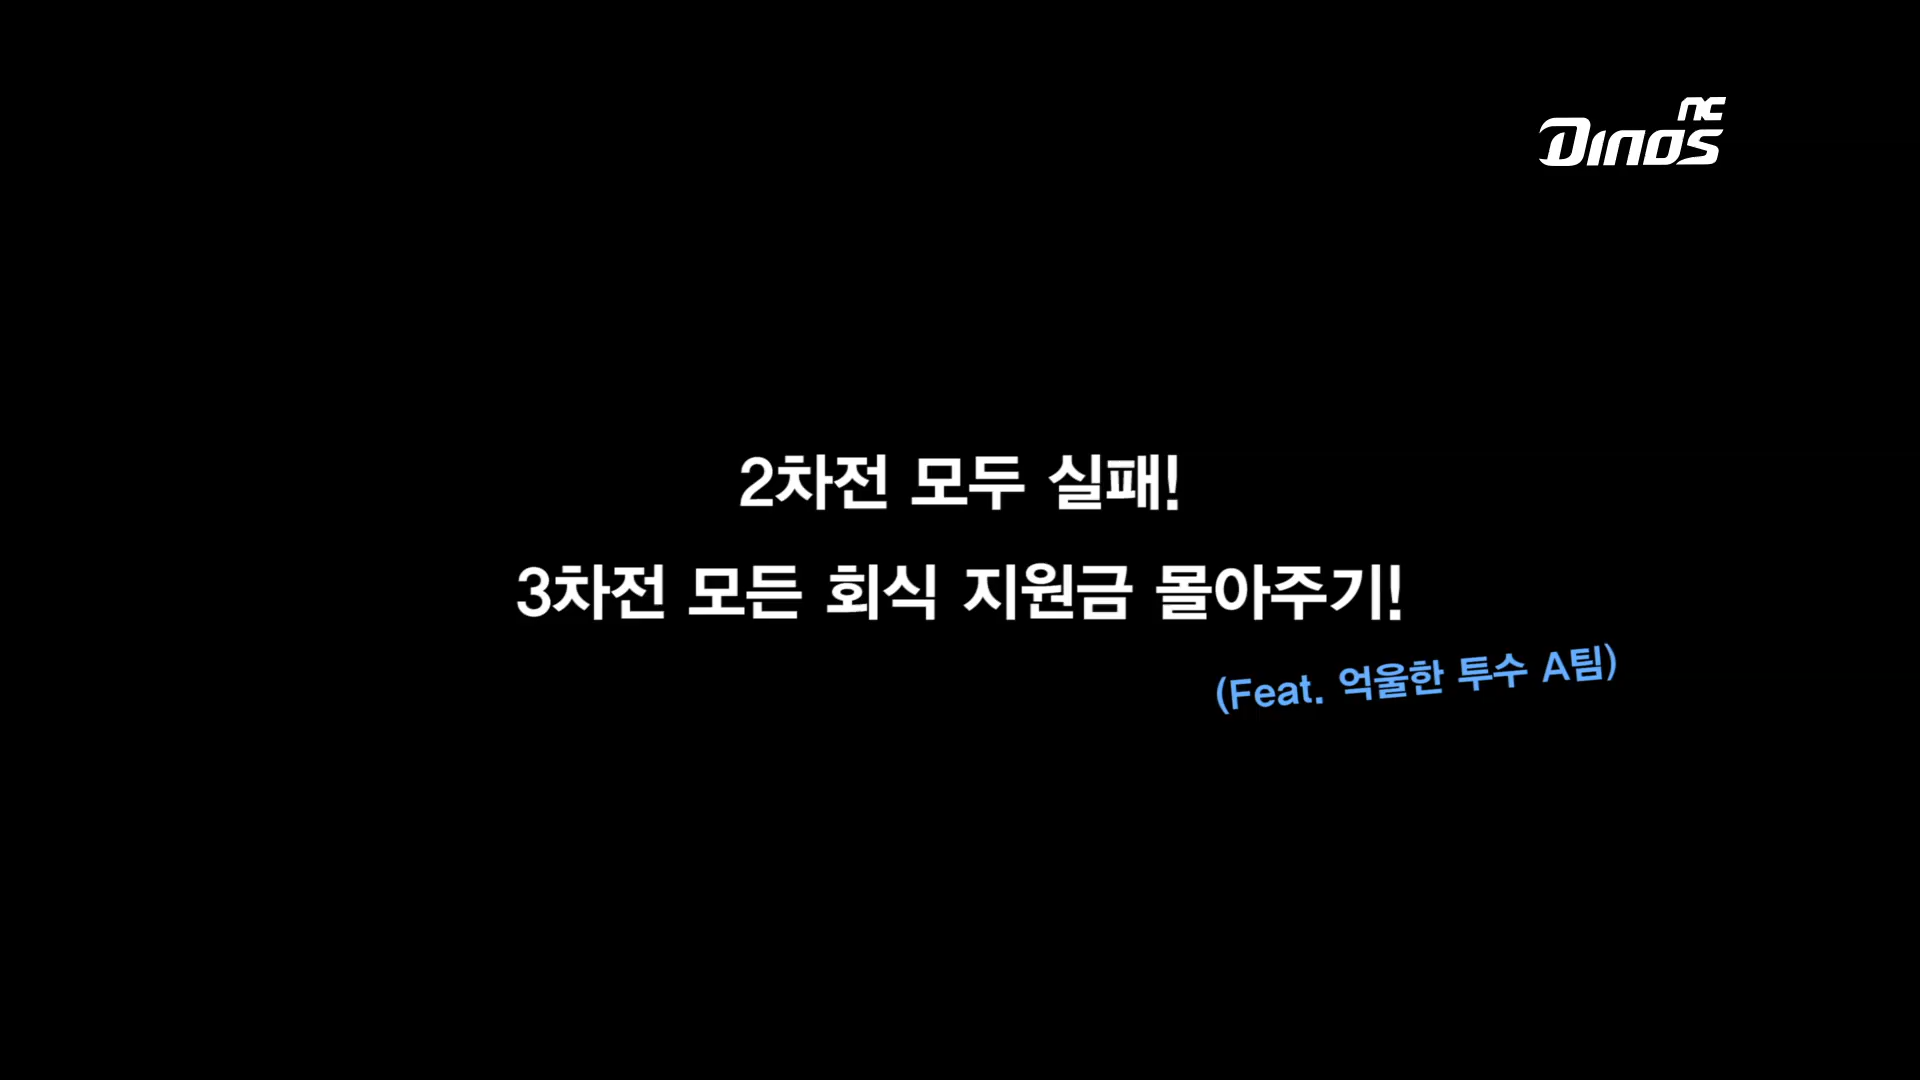 NC
Dinos
2차전 모두 실패!
3차전 모든 회식 지원금 몰아주기!
(Feat. 억울한 투수 A팀)